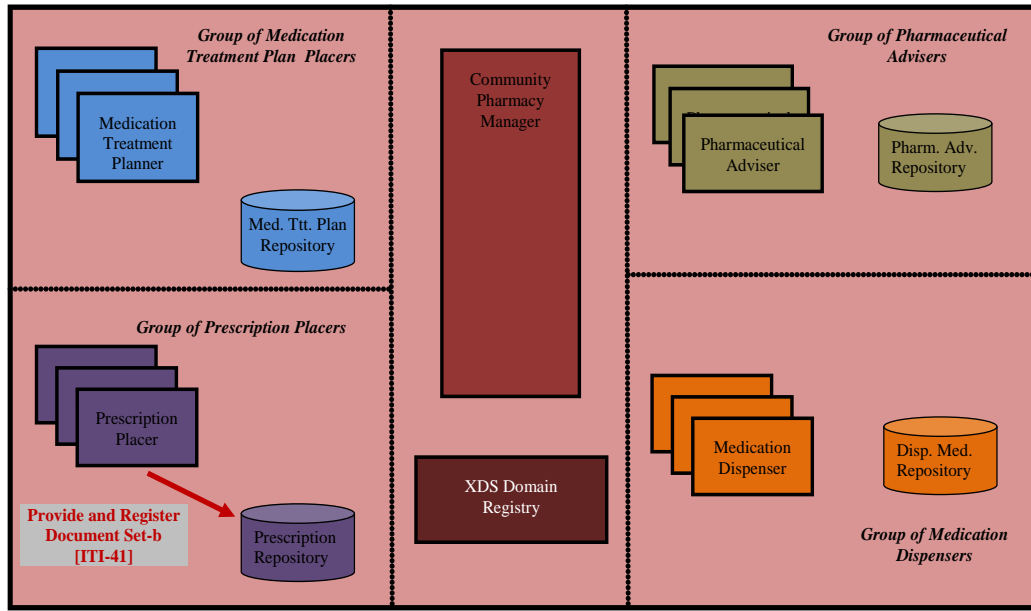 Group of Medication
Treatment Plan Placers
Medication
Treatment
Planner
Med. Ttt. Plan
Repository
Community
Pharmacy
Manager
Group of Pharmaceutical
Advisers
Pharmaceutical
Adviser
Pharm. Adv.
Repository
Group of Prescription Placers
Prescription
Placer
Provide and Register
Document Set-b
[ITI-41]
Prescription
Repository
XDS Domain
Registry
Medication
Dispenser
Disp. Med.
Repository
Group of Medication
Dispensers